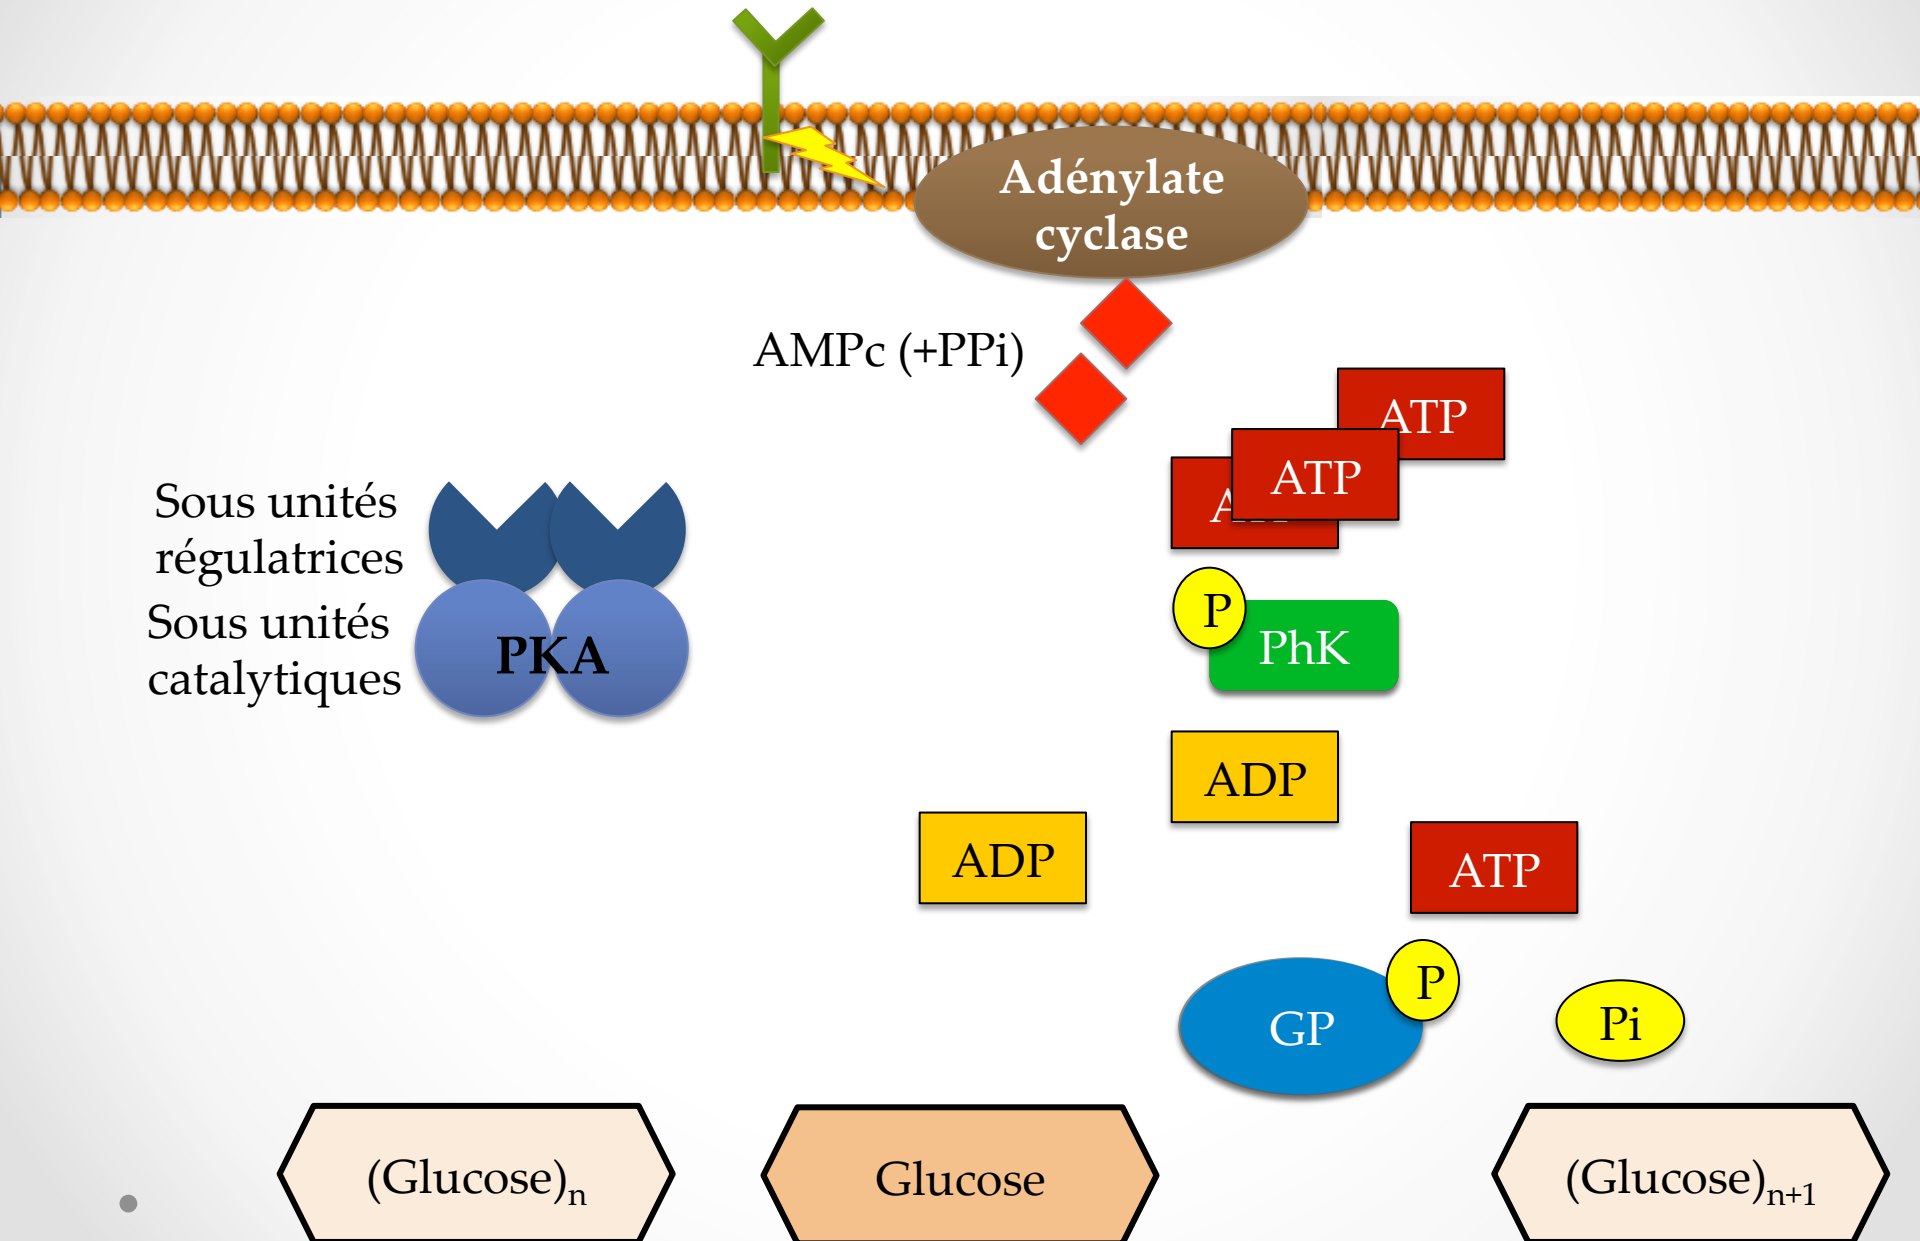 Adénylate
cyclase
AMPc (+PPi)
ATP
ATP
Sous unités
régulatrices
Sous unités
catalytiques
PKA
P
PhK
ADP
ADP
ATP
P
GP
Pi
(Glucose)n
Glucose
(Glucose)n+1